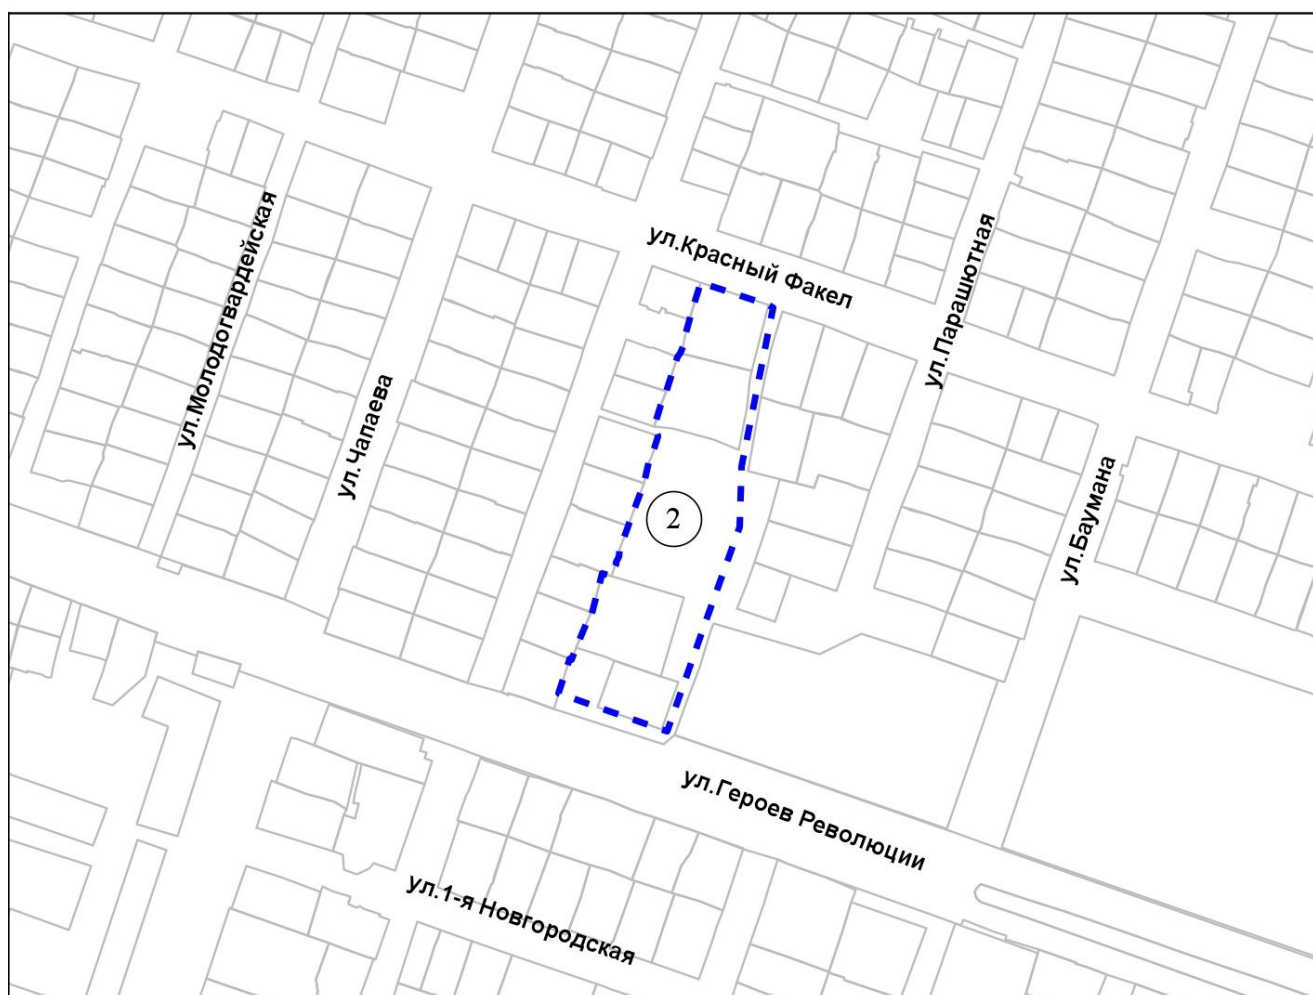 ул.Красный Факел
ул.Молодогвардейская
ул.Парашютная
ул.Чапаева
ул.Баумана
2
ул.Героев Революции
ул.1-я Новгородская